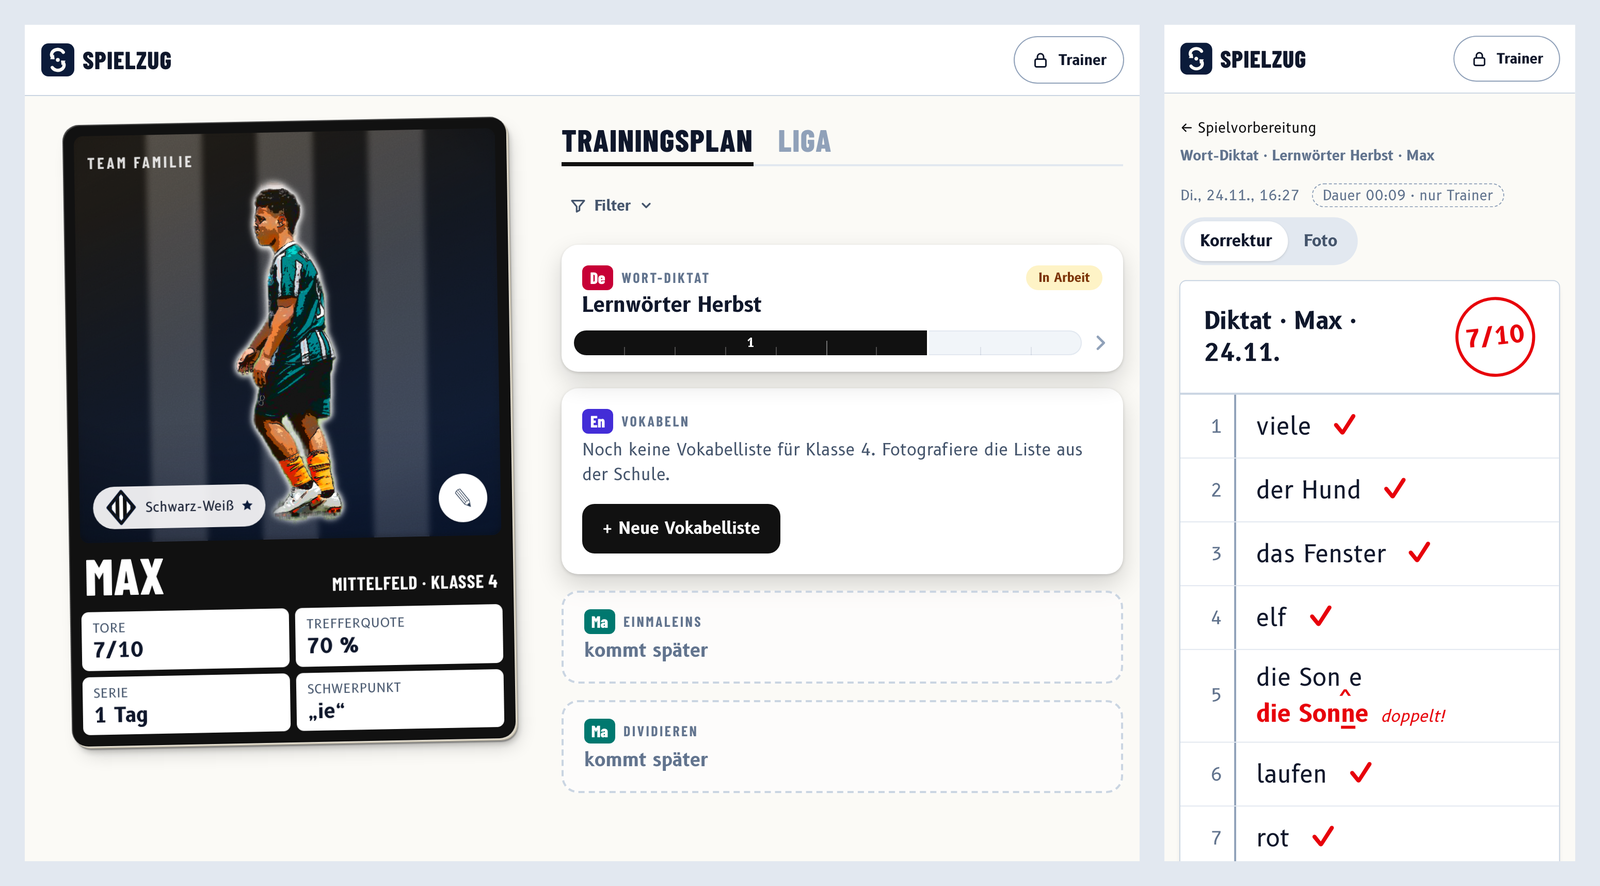 SPIELZUG
Trainer
TEAM FAMILIE
Schwarz-Weiß ★
MAX
MITTELFELD · KLASSE 4
TORE
7/10
TREFFERQUOTE
70 %
SERIE
1 Tag
SCHWERPUNKT
„ie“
TRAININGSPLAN
LIGA
Filter
De WORT-DIKTAT
In Arbeit
Lernwörter Herbst
1
En VOKABELN
Noch keine Vokabelliste für Klasse 4. Fotografiere die Liste aus
der Schule.
+ Neue Vokabelliste
Ma EINMALEINS
kommt später
Ma DIVIDIEREN
kommt später
SPIELZUG
Trainer
← Spielvorbereitung
Wort-Diktat · Lernwörter Herbst · Max
Di., 24.11., 16:27
Dauer 00:09 · nur Trainer
Korrektur
Foto
Diktat · Max ·
24.11.
7/10
1 viele ✓
2 der Hund ✓
3 das Fenster ✓
4 elf ✓
5 die Son e
die Sonne doppelt!
6 laufen ✓
7 rot ✓